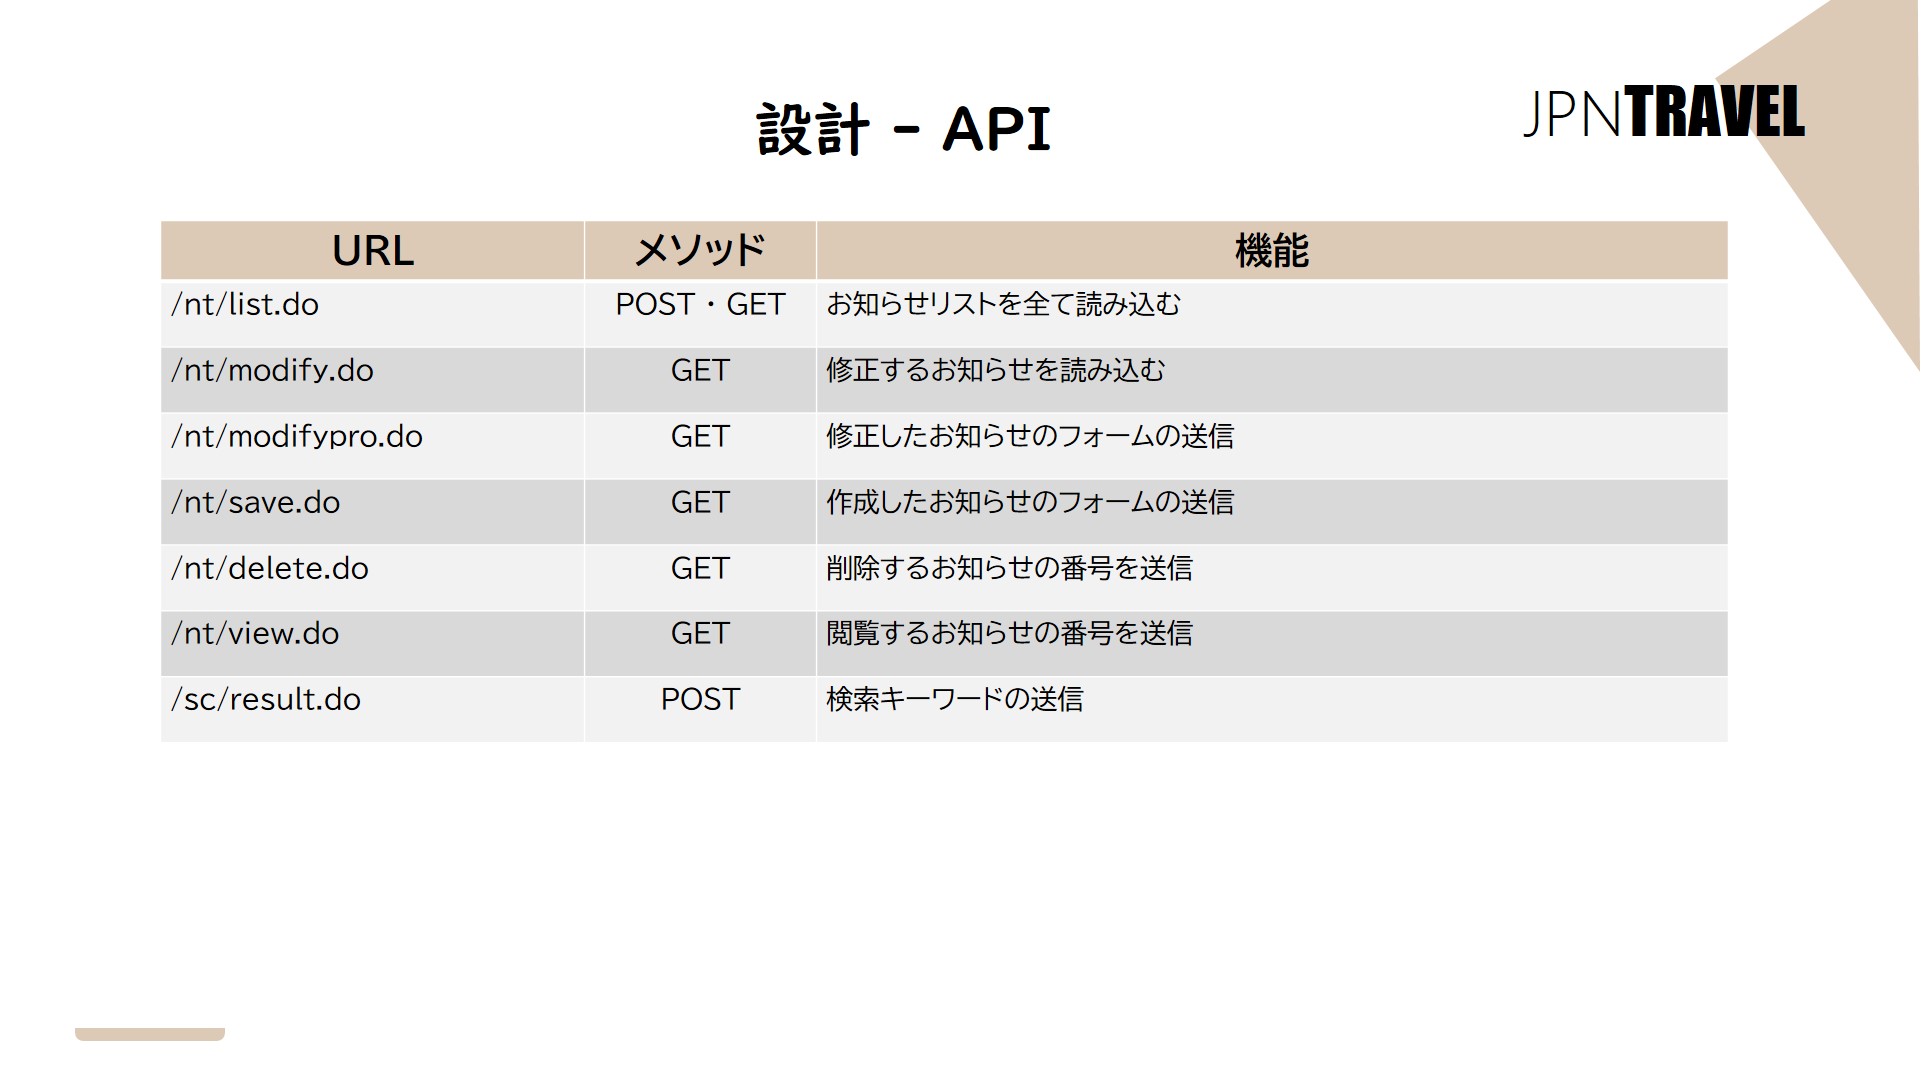 設計 - API
JPNTRAVEL
URL メソッド 機能
/nt/list.do POST・GET お知らせリストを全て読み込む
/nt/modify.do GET 修正するお知らせを読み込む
/nt/modifypro.do GET 修正したお知らせのフォームの送信
/nt/save.do GET 作成したお知らせのフォームの送信
/nt/delete.do GET 削除するお知らせの番号を送信
/nt/view.do GET 閲覧するお知らせの番号を送信
/sc/result.do POST 検索キーワードの送信